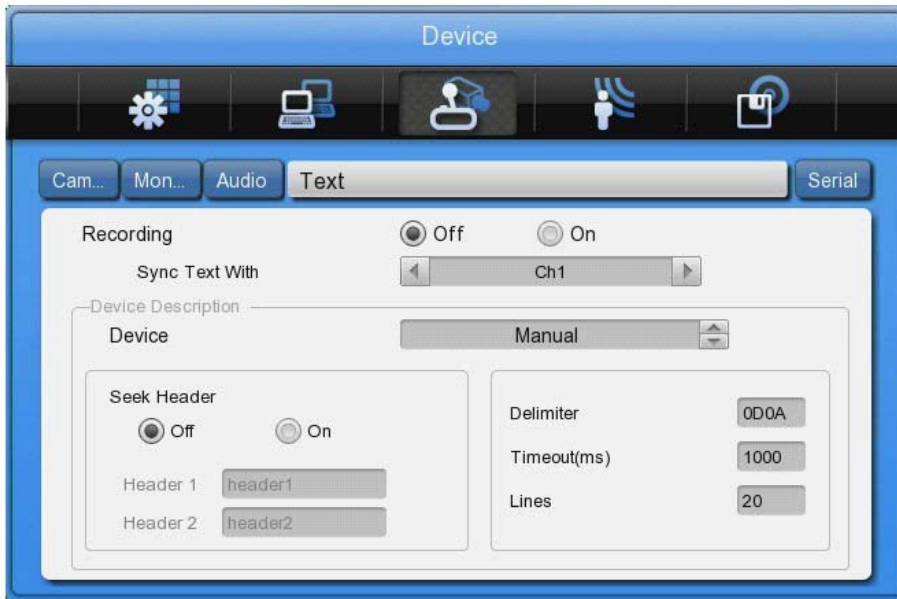 Device
Cam... Mon... Audio Text Serial
Recording Off On
Sync Text With Ch1
Device Description
Device Manual
Seek Header
Off On
Header 1 header1
Header 2 header2
Delimiter 0D0A
Timeout(ms) 1000
Lines 20